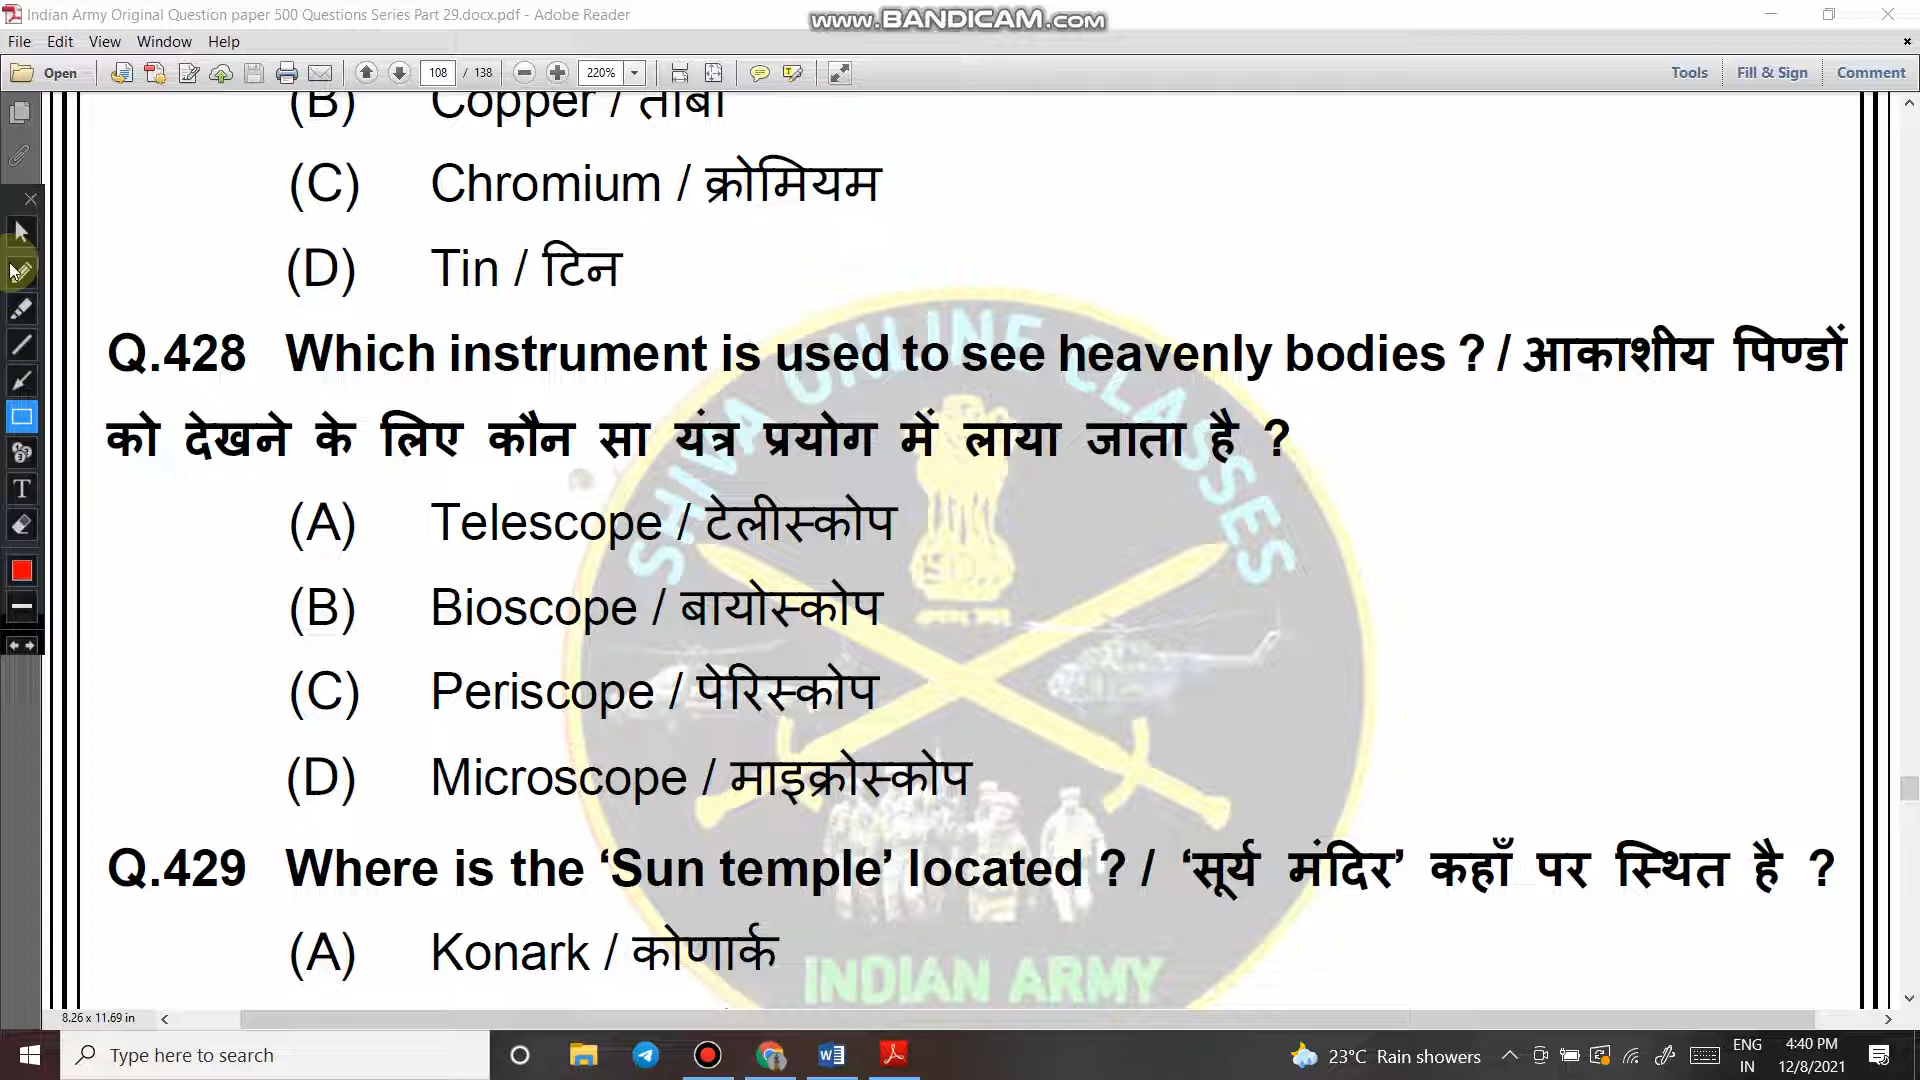 Indian Army Original Question paper 500 Questions Series Part 29.docx.pdf - Adobe Reader
www.BANDICAM.com
File Edit View Window Help
Open 108 / 138 220% Tools Fill & Sign Comment
(B) Copper / तांबा
(C) Chromium / क्रोमियम
(D) Tin / टिन
Q.428 Which instrument is used to see heavenly bodies ? / आकाशीय पिण्डों
को देखने के लिए कौन सा यंत्र प्रयोग में लाया जाता है ?
(A) Telescope / टेलीस्कोप
(B) Bioscope / बायोस्कोप
(C) Periscope / पेरिस्कोप
(D) Microscope / माइक्रोस्कोप
Q.429 Where is the ‘Sun temple’ located ? / ‘सूर्य मंदिर’ कहाँ पर स्थित है ?
(A) Konark / कोणार्क
SHIVA ONLINE CLASSES
INDIAN ARMY
8.26 x 11.69 in
Type here to search
23°C Rain showers
ENG
IN
4:40 PM
12/8/2021